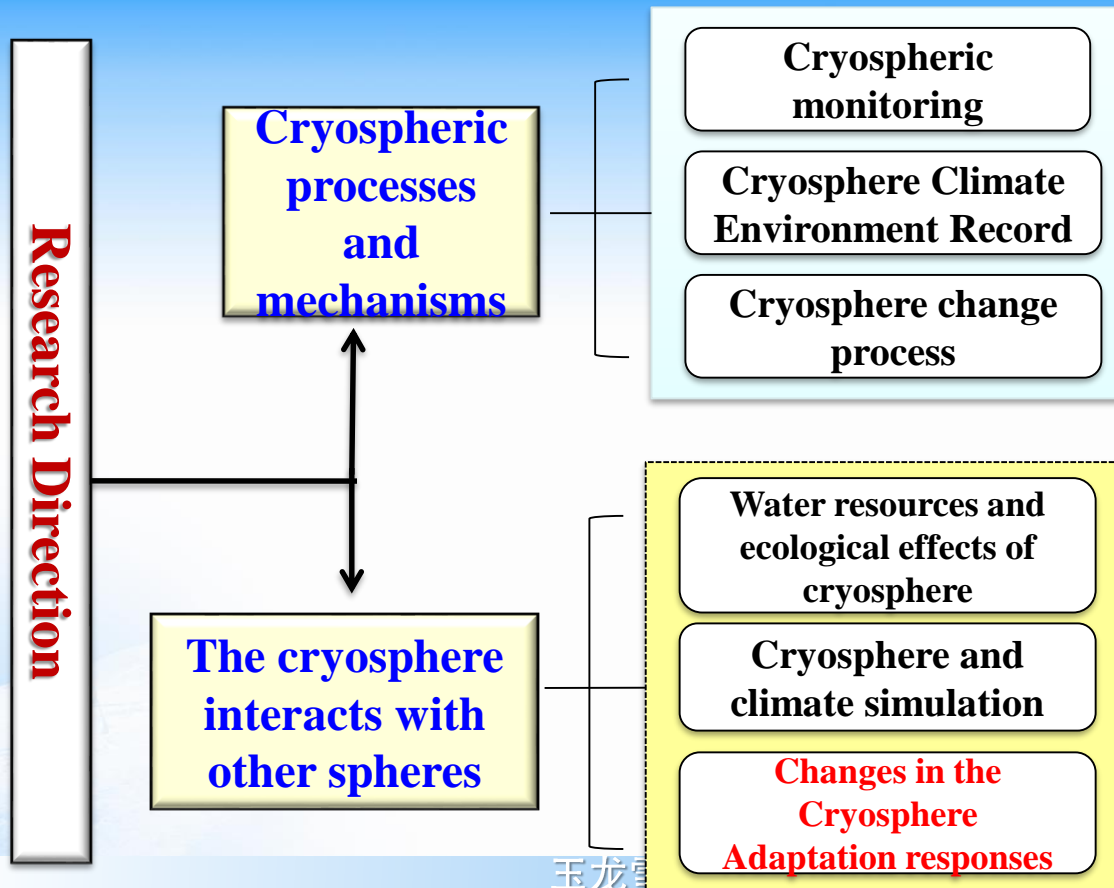 Research Direction
Cryospheric
processes
and
mechanisms
Cryospheric
monitoring
Cryosphere Climate
Environment Record
Cryosphere change
process
The cryosphere
interacts with
other spheres
Water resources and
ecological effects of
cryosphere
Cryosphere and
climate simulation
Changes in the
Cryosphere
Adaptation responses
玉龙